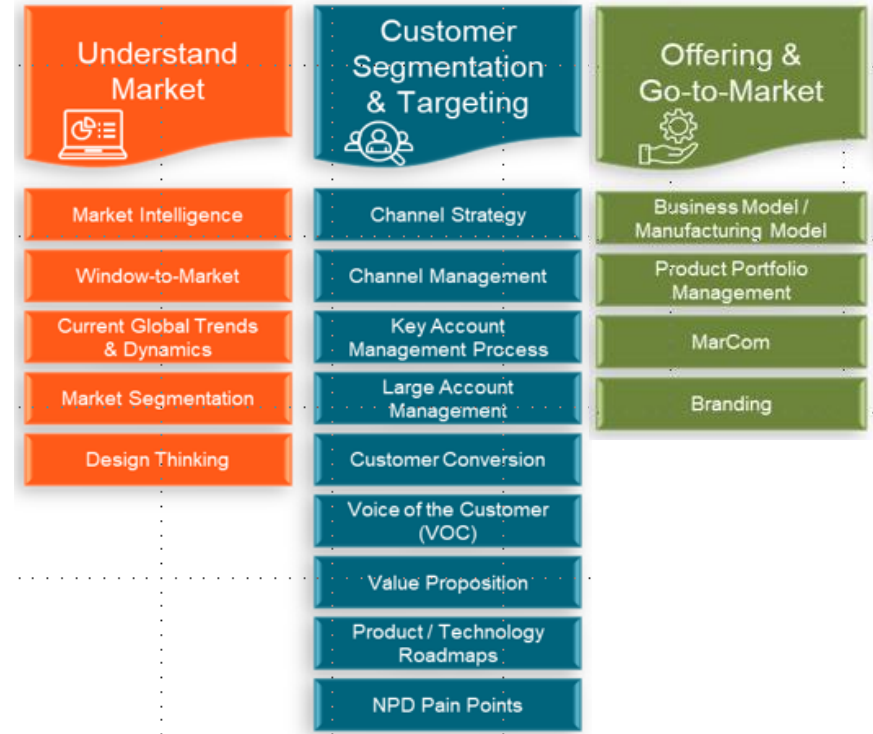 Understand
Market
Market Intelligence
Window-to-Market
Current Global Trends
& Dynamics
Market Segmentation
Design Thinking
Customer
Segmentation
& Targeting
Channel Strategy
Channel Management
Key Account
Management Process
Large Account
Management
Customer Conversion
Voice of the Customer
(VOC)
Value Proposition
Product / Technology
Roadmaps
NPD Pain Points
Offering &
Go-to-Market
Business Model /
Manufacturing Model
Product Portfolio
Management
MarCom
Branding